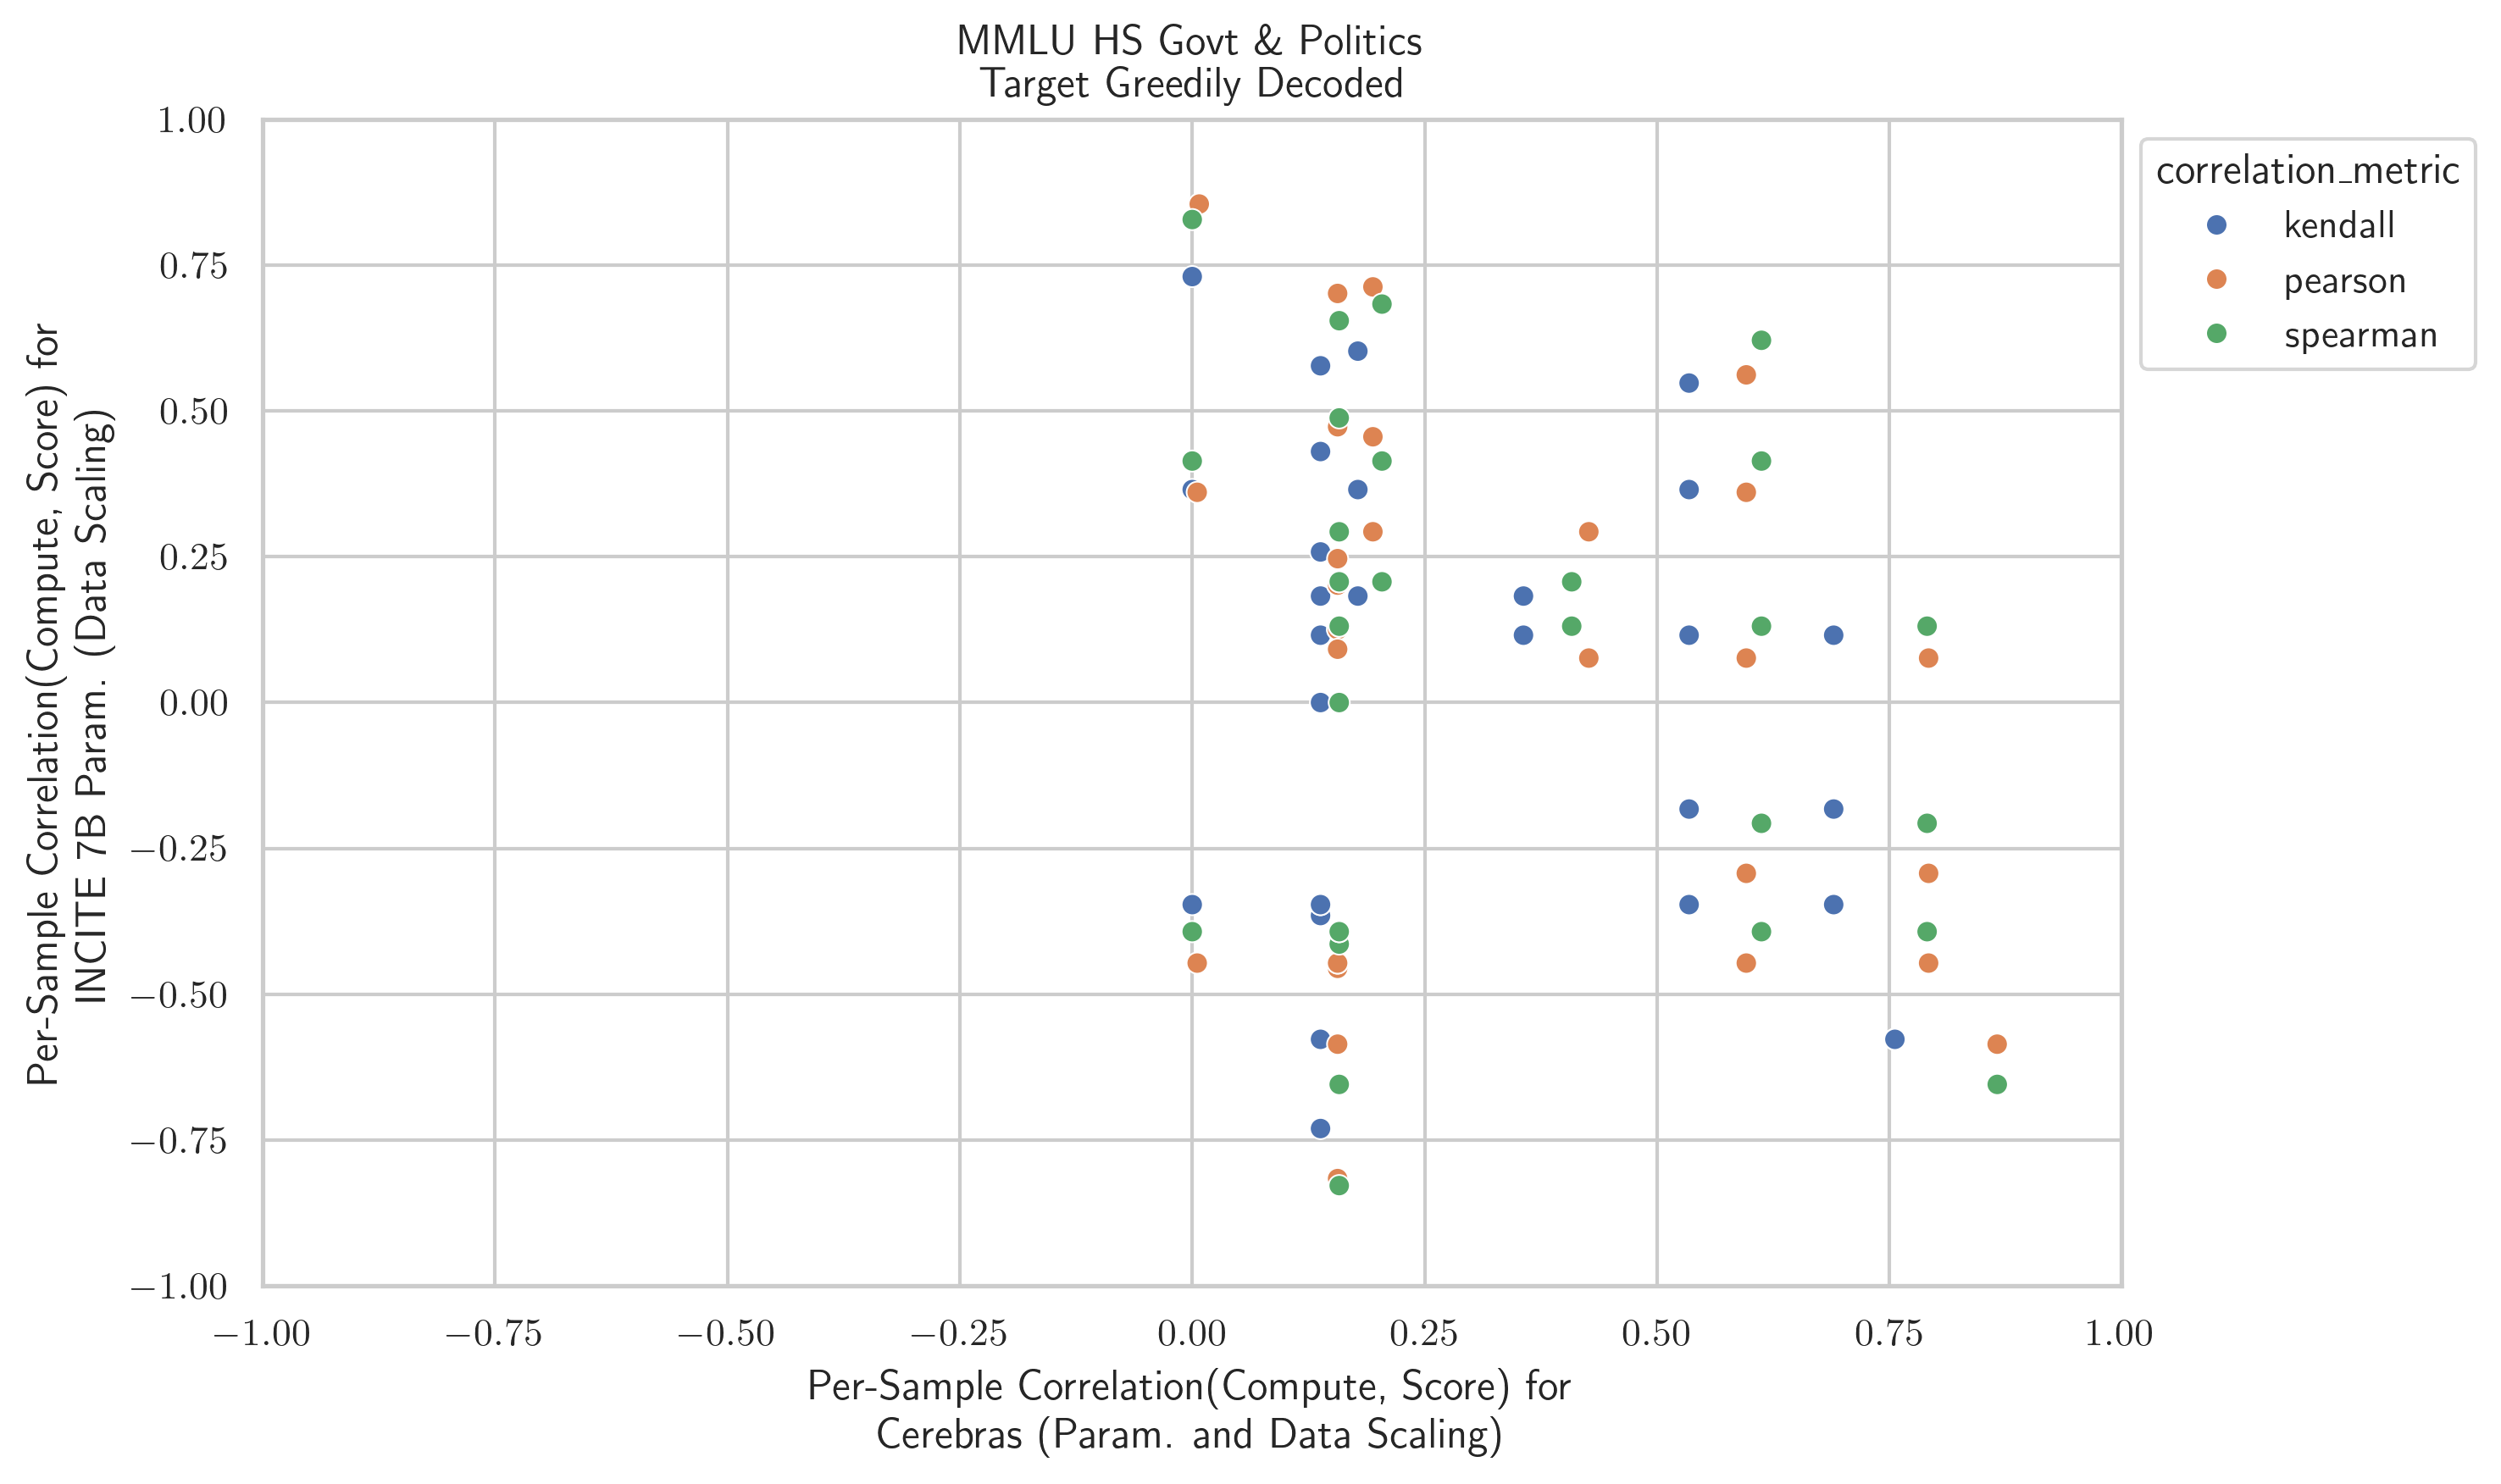 MMLU HS Govt & Politics
Target Greedily Decoded
Per-Sample Correlation(Compute, Score) for
INCITE 7B Param. (Data Scaling)
1.00
0.75
0.50
0.25
0.00
−0.25
−0.50
−0.75
−1.00
−1.00 −0.75 −0.50 −0.25 0.00 0.25 0.50 0.75 1.00
Per-Sample Correlation(Compute, Score) for
Cerebras (Param. and Data Scaling)
correlation_metric
kendall
pearson
spearman